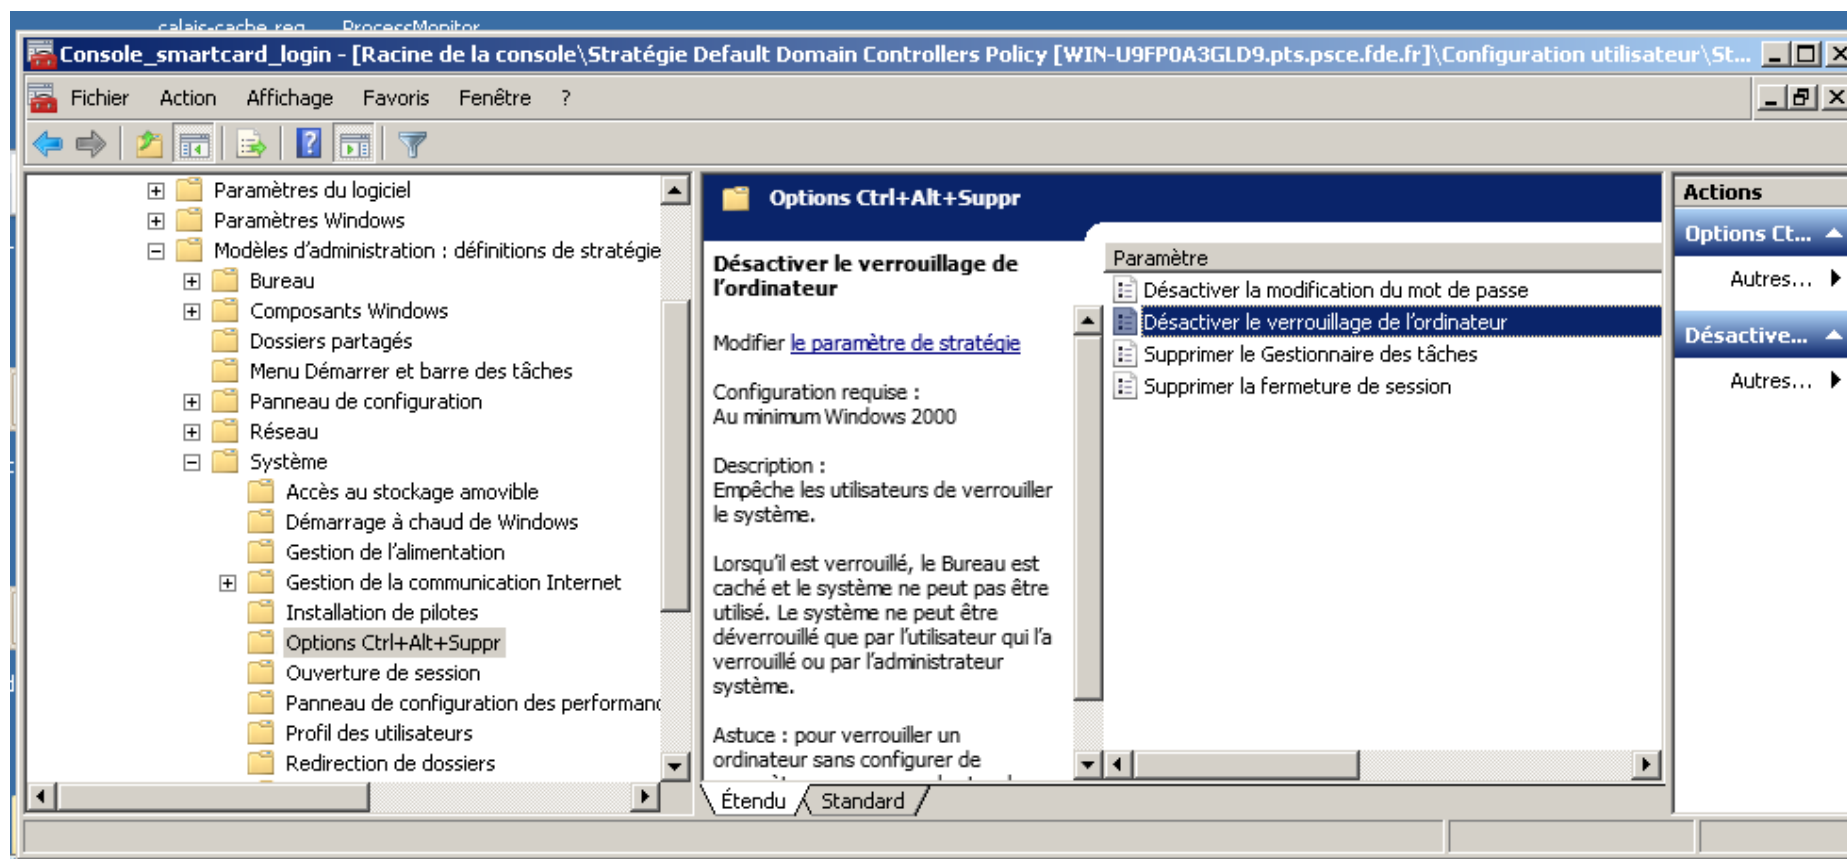 calais-cache.reg ProcessMonitor
Console_smartcard_login - [Racine de la console\Stratégie Default Domain Controllers Policy [WIN-U9FP0A3GLD9.pts.psce.fde.fr]\Configuration utilisateur\St...
Fichier Action Affichage Favoris Fenêtre ?
Paramètres du logiciel
Paramètres Windows
Modèles d'administration : définitions de stratégie
Bureau
Composants Windows
Dossiers partagés
Menu Démarrer et barre des tâches
Panneau de configuration
Réseau
Système
Accès au stockage amovible
Démarrage à chaud de Windows
Gestion de l'alimentation
Gestion de la communication Internet
Installation de pilotes
Options Ctrl+Alt+Suppr
Ouverture de session
Panneau de configuration des performanc
Profil des utilisateurs
Redirection de dossiers
Options Ctrl+Alt+Suppr
Désactiver le verrouillage de
l'ordinateur
Modifier le paramètre de stratégie
Configuration requise :
Au minimum Windows 2000
Description :
Empêche les utilisateurs de verrouiller
le système.
Lorsqu'il est verrouillé, le Bureau est
caché et le système ne peut pas être
utilisé. Le système ne peut être
déverrouillé que par l'utilisateur qui l'a
verrouillé ou par l'administrateur
système.
Astuce : pour verrouiller un
ordinateur sans configurer de
Paramètre
Désactiver la modification du mot de passe
Désactiver le verrouillage de l'ordinateur
Supprimer le Gestionnaire des tâches
Supprimer la fermeture de session
Étendu Standard
Actions
Options Ct...
Autres...
Désactive...
Autres...